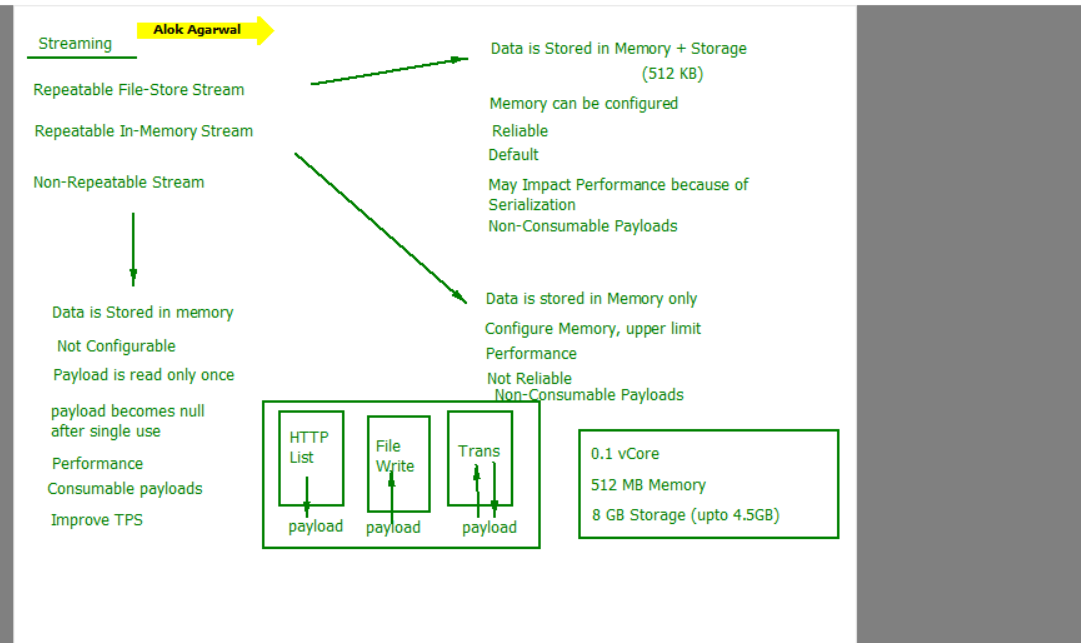 Alok Agarwal
Streaming
Repeatable File-Store Stream
Repeatable In-Memory Stream
Non-Repeatable Stream
Data is Stored in Memory + Storage
(512 KB)
Memory can be configured
Reliable
Default
May Impact Performance because of
Serialization
Non-Consumable Payloads
Data is Stored in memory
Not Configurable
Payload is read only once
payload becomes null
after single use
Performance
Consumable payloads
Improve TPS
Data is stored in Memory only
Configure Memory, upper limit
Performance
Not Reliable
Non-Consumable Payloads
HTTP
List
payload
File
Write
payload
Trans
payload
0.1 vCore
512 MB Memory
8 GB Storage (upto 4.5GB)